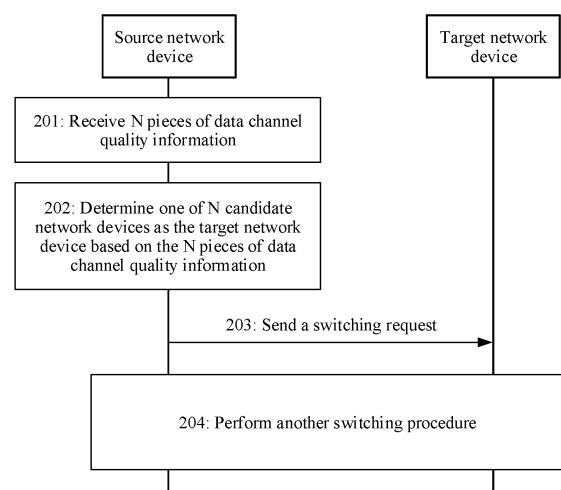 Source network
device
Target network
device
201: Receive N pieces of data channel
quality information
202: Determine one of N candidate
network devices as the target network
device based on the N pieces of data
channel quality information
203: Send a switching request
204: Perform another switching procedure